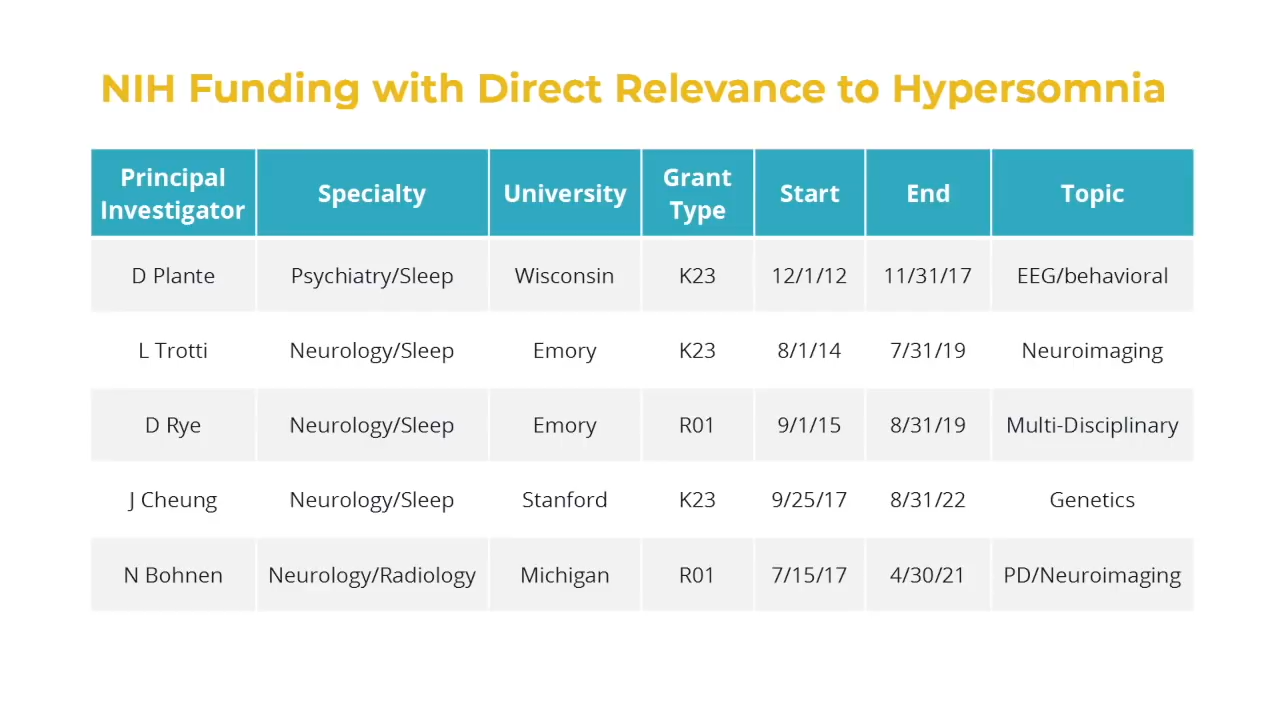 NIH Funding with Direct Relevance to Hypersomnia
Principal Investigator Specialty University Grant Type Start End Topic
D Plante Psychiatry/Sleep Wisconsin K23 12/1/12 11/31/17 EEG/behavioral
L Trotti Neurology/Sleep Emory K23 8/1/14 7/31/19 Neuroimaging
D Rye Neurology/Sleep Emory R01 9/1/15 8/31/19 Multi-Disciplinary
J Cheung Neurology/Sleep Stanford K23 9/25/17 8/31/22 Genetics
N Bohnen Neurology/Radiology Michigan R01 7/15/17 4/30/21 PD/Neuroimaging